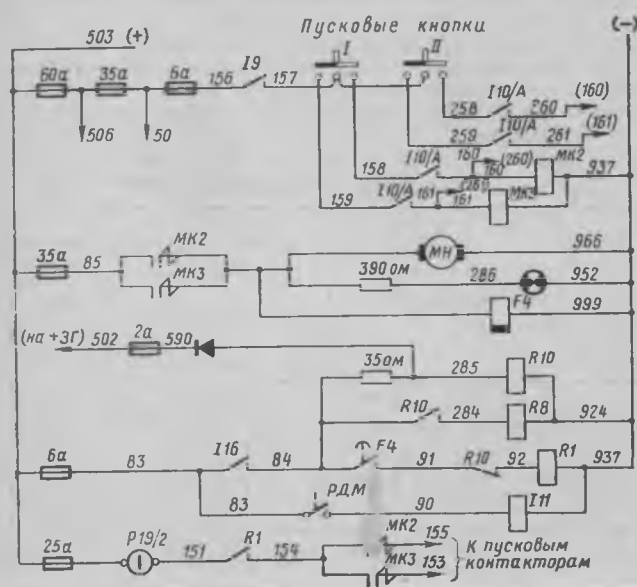 Пусковые кнопки
503 (+)
(-)
I
II
60а
35а
6а
156
I9
157
506
50
258
I10/А
260
(160)
259
I10/А
261
(161)
158
I10/А
160
(260)
160
МК2
937
159
I10/А
161
(261)
161
МК3
35а
85
МК2
МК3
МН
966
390 ом
286
952
F4
999
(на +ЗГ)
502
2а
590
35ом
285
R10
R10
284
R8
924
6а
83
I16
84
F4
91
R10
92
R1
937
83
РДМ
90
I11
25а
Р19/2
151
R1
154
МК2
155
МК3
153
К пусковым
контакторам